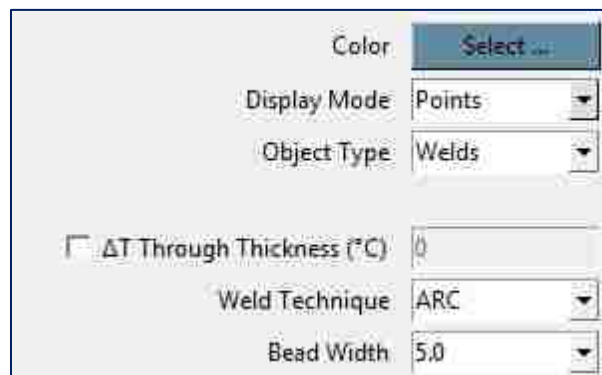 Color Select ...
Display Mode Points
Object Type Welds
ΔT Through Thickness (°C) 0
Weld Technique ARC
Bead Width 5.0